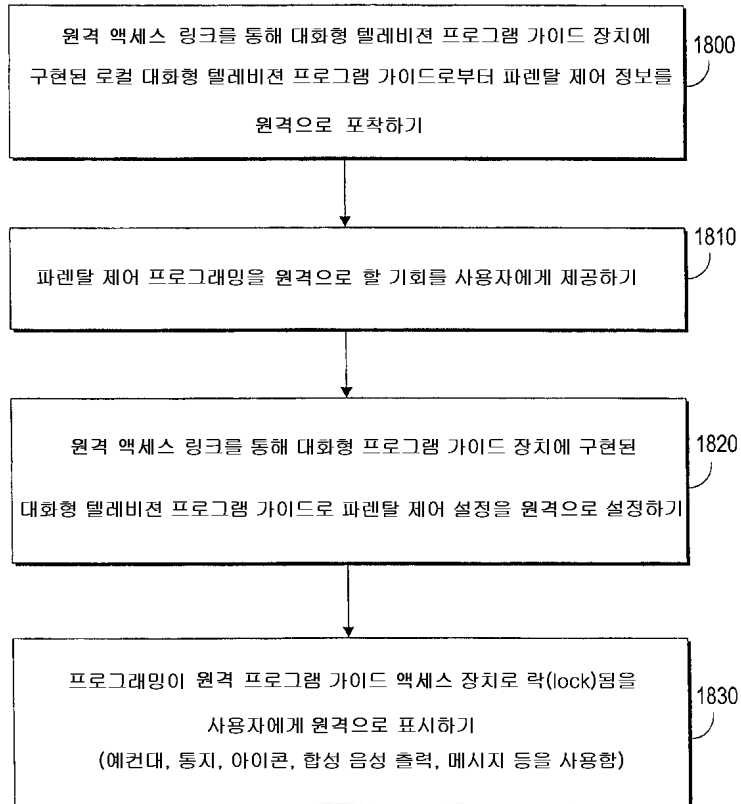 원격 액세스 링크를 통해 대화형 텔레비젼 프로그램 가이드 장치에
구현된 로컬 대화형 텔레비젼 프로그램 가이드로부터 파렌탈 제어 정보를
원격으로 포착하기
1800
파렌탈 제어 프로그래밍을 원격으로 할 기회를 사용자에게 제공하기
1810
원격 액세스 링크를 통해 대화형 프로그램 가이드 장치에 구현된
대화형 텔레비젼 프로그램 가이드로 파렌탈 제어 설정을 원격으로 설정하기
1820
프로그래밍이 원격 프로그램 가이드 액세스 장치로 락(lock)됨을
사용자에게 원격으로 표시하기
(예컨대, 통지, 아이콘, 합성 음성 출력, 메시지 등을 사용함)
1830